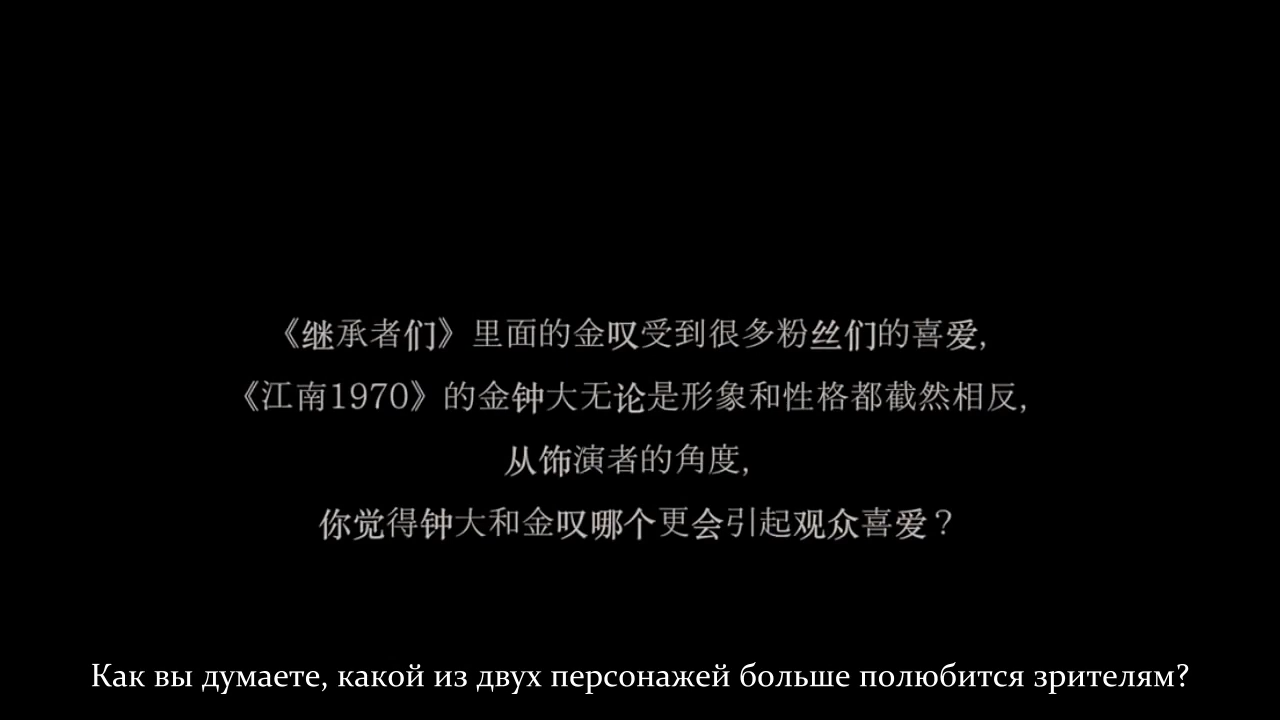 《继承者们》里面的金叹受到很多粉丝们的喜爱,
《江南1970》的金钟大无论是形象和性格都截然相反,
从饰演者的角度,
你觉得钟大和金叹哪个更会引起观众喜爱？
Как вы думаете, какой из двух персонажей больше полюбится зрителям?